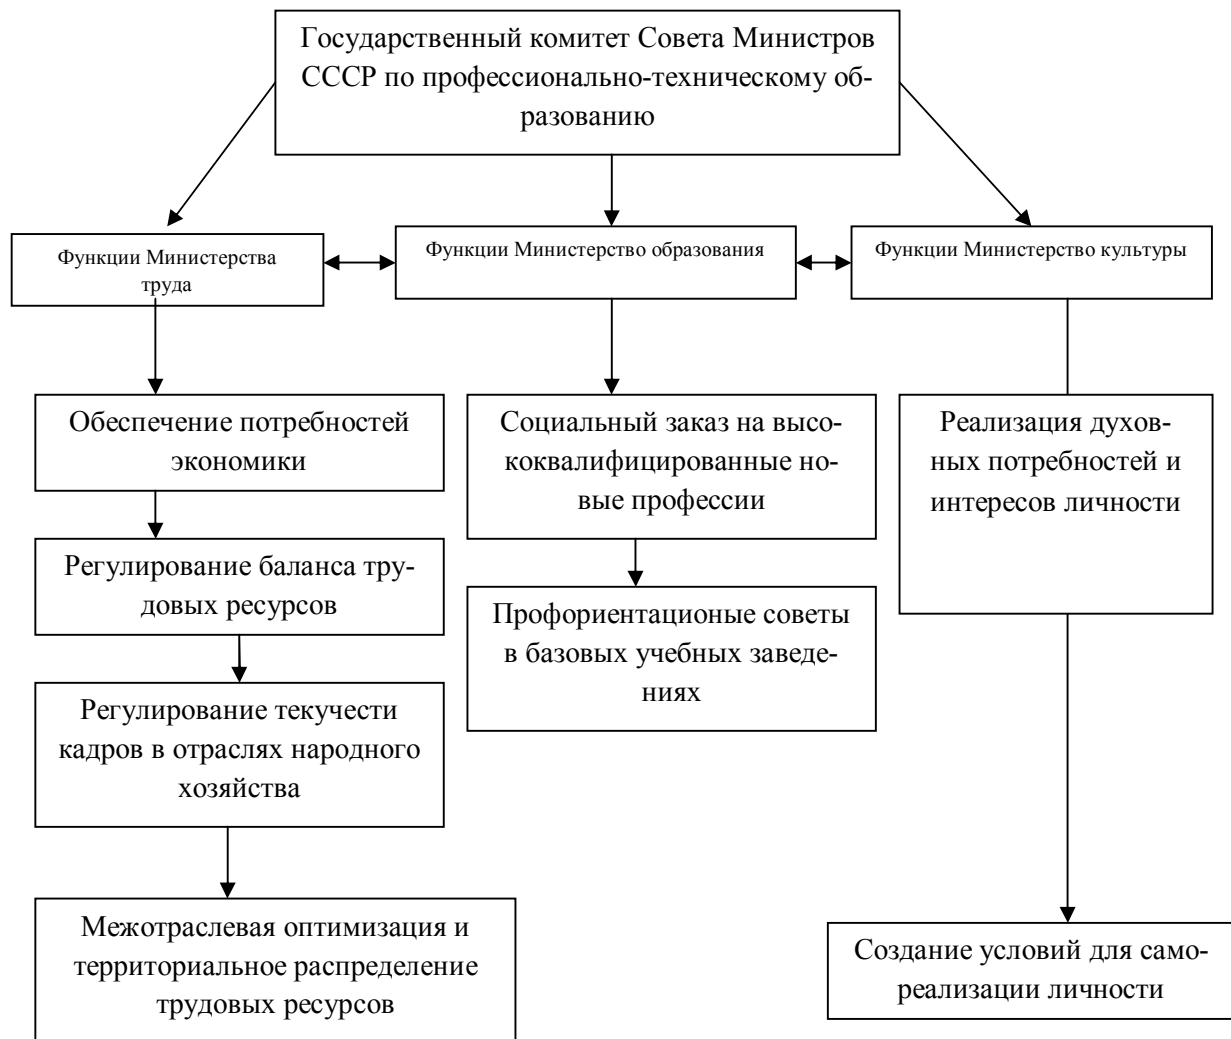 Государственный комитет Совета Министров
СССР по профессионально-техническому об-
разованию
Функции Министерства
труда
Функции Министерство образования
Функции Министерство культуры
Обеспечение потребностей
экономики
Социальный заказ на высо-
коквалифицированные но-
вые профессии
Реализация духов-
ных потребностей и
интересов личности
Регулирование баланса тру-
довых ресурсов
Профориентационые советы
в базовых учебных заведе-
ниях
Регулирование текучести
кадров в отраслях народного
хозяйства
Межотраслевая оптимизация и
территориальное распределение
трудовых ресурсов
Создание условий для само-
реализации личности